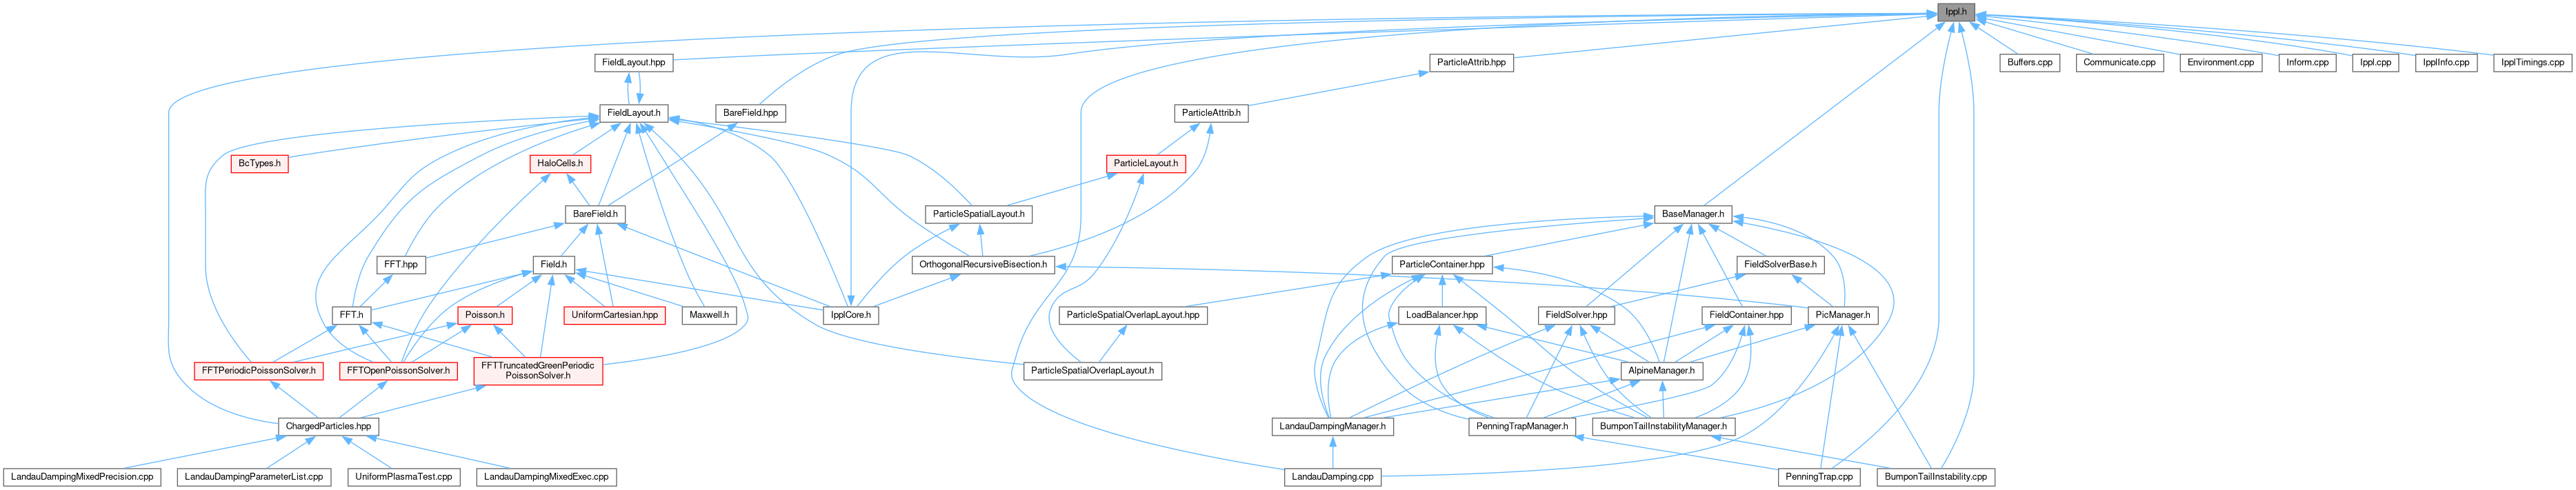 Ippl.h
FieldLayout.hpp
ParticleAttrib.hpp
Buffers.cpp
Communicate.cpp
Environment.cpp
Inform.cpp
Ippl.cpp
IpplInfo.cpp
IpplTimings.cpp
FieldLayout.h
BareField.hpp
ParticleAttrib.h
BcTypes.h
HaloCells.h
ParticleLayout.h
BareField.h
ParticleSpatialLayout.h
BaseManager.h
FFT.hpp
Field.h
OrthogonalRecursiveBisection.h
ParticleContainer.hpp
FieldSolverBase.h
FFT.h
Poisson.h
UniformCartesian.hpp
Maxwell.h
IpplCore.h
ParticleSpatialOverlapLayout.hpp
LoadBalancer.hpp
FieldSolver.hpp
FieldContainer.hpp
PicManager.h
FFTPeriodicPoissonSolver.h
FFTOpenPoissonSolver.h
FFTTruncatedGreenPeriodic
PoissonSolver.h
ParticleSpatialOverlapLayout.h
AlpineManager.h
ChargedParticles.hpp
LandauDampingManager.h
PenningTrapManager.h
BumponTailInstabilityManager.h
LandauDampingMixedPrecision.cpp
LandauDampingParameterList.cpp
UniformPlasmaTest.cpp
LandauDampingMixedExec.cpp
LandauDamping.cpp
PenningTrap.cpp
BumponTailInstability.cpp